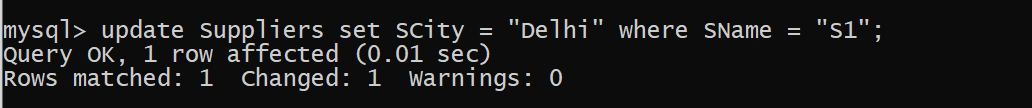 mysql> update Suppliers set SCity = "Delhi" where SName = "S1";
Query OK, 1 row affected (0.01 sec)
Rows matched: 1  Changed: 1  Warnings: 0